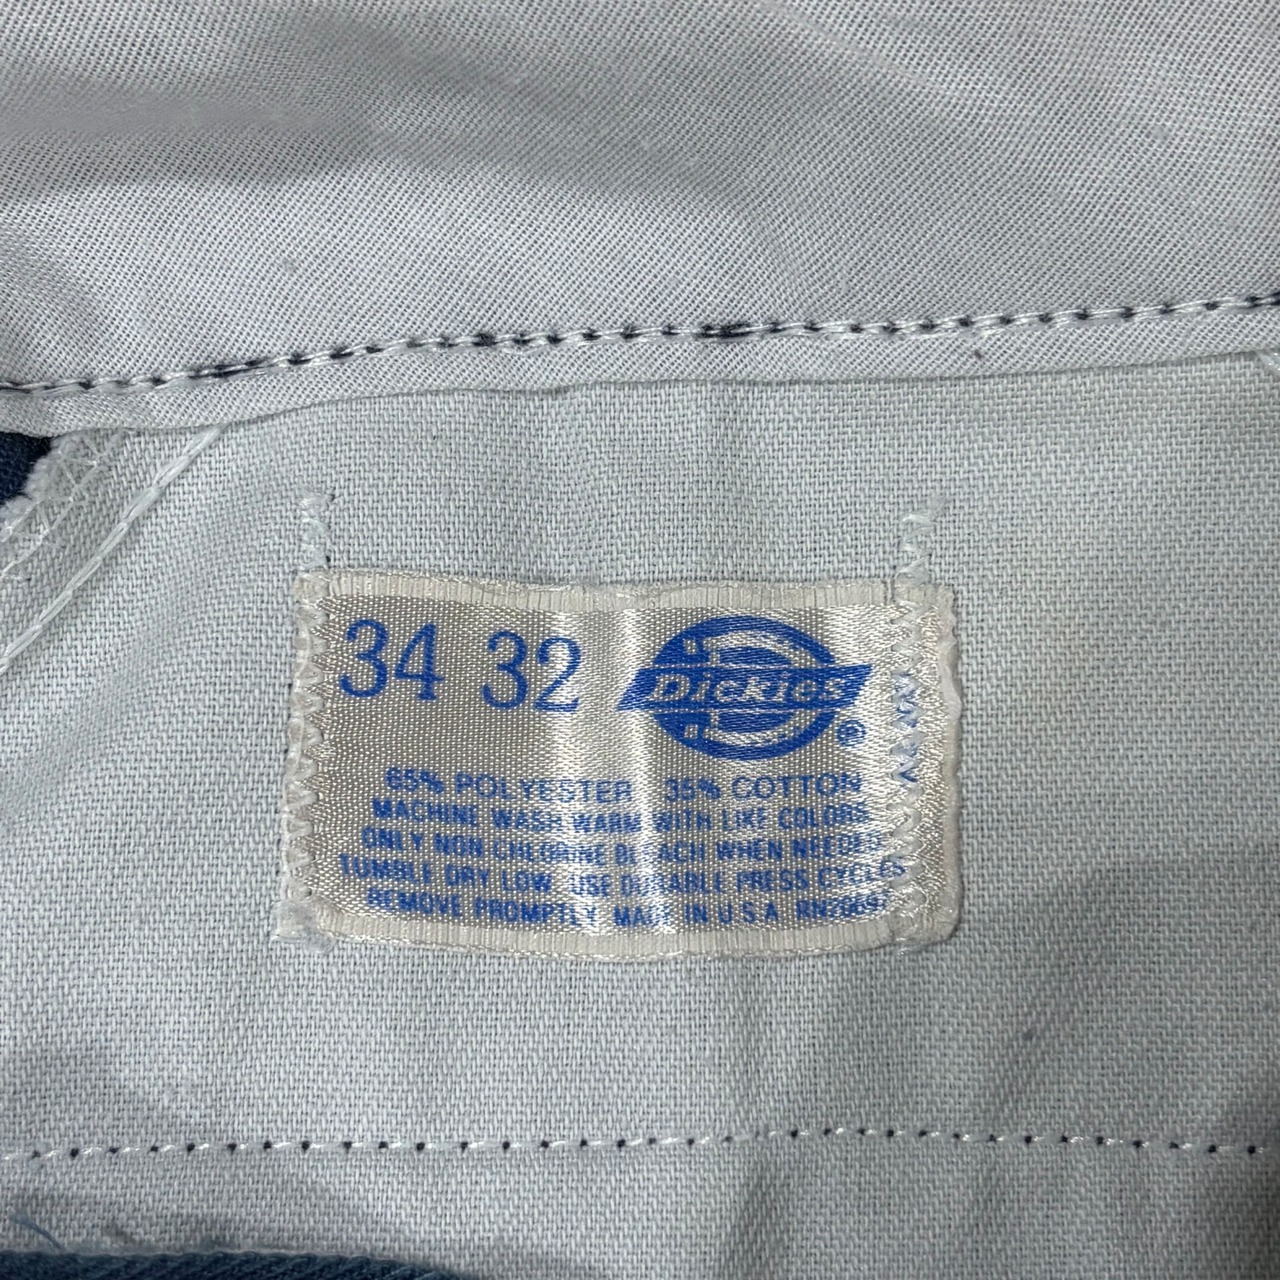 34 32 Dickies ®
65% POLYESTER 35% COTTON
MACHINE WASH WARM WITH LIKE COLORS
ONLY NON-CHLORINE BLEACH WHEN NEEDED
TUMBLE DRY LOW USE DURABLE PRESS CYCLES
REMOVE PROMPTLY MADE IN U.S.A. RN20697